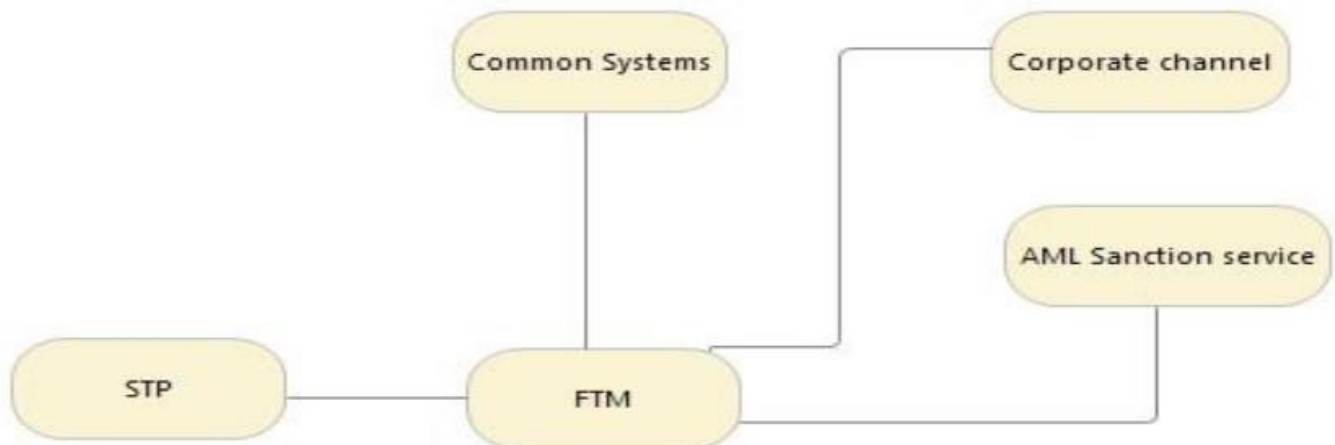 Common Systems
Corporate channel
AML Sanction service
STP
FTM